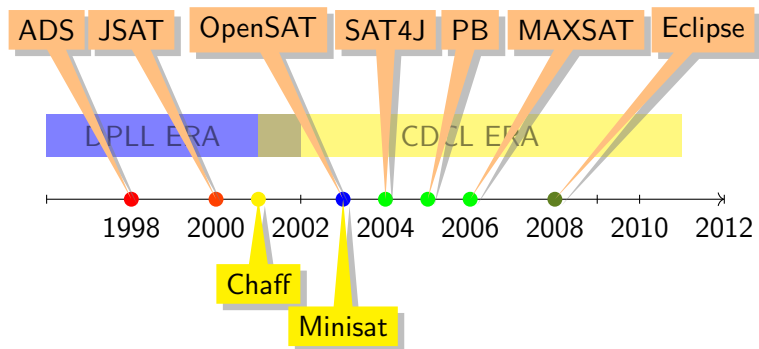 ADS JSAT OpenSAT SAT4J PB MAXSAT Eclipse
DPLL ERA CDCL ERA
1998 2000 2002 2004 2006 2008 2010 2012
Chaff
Minisat